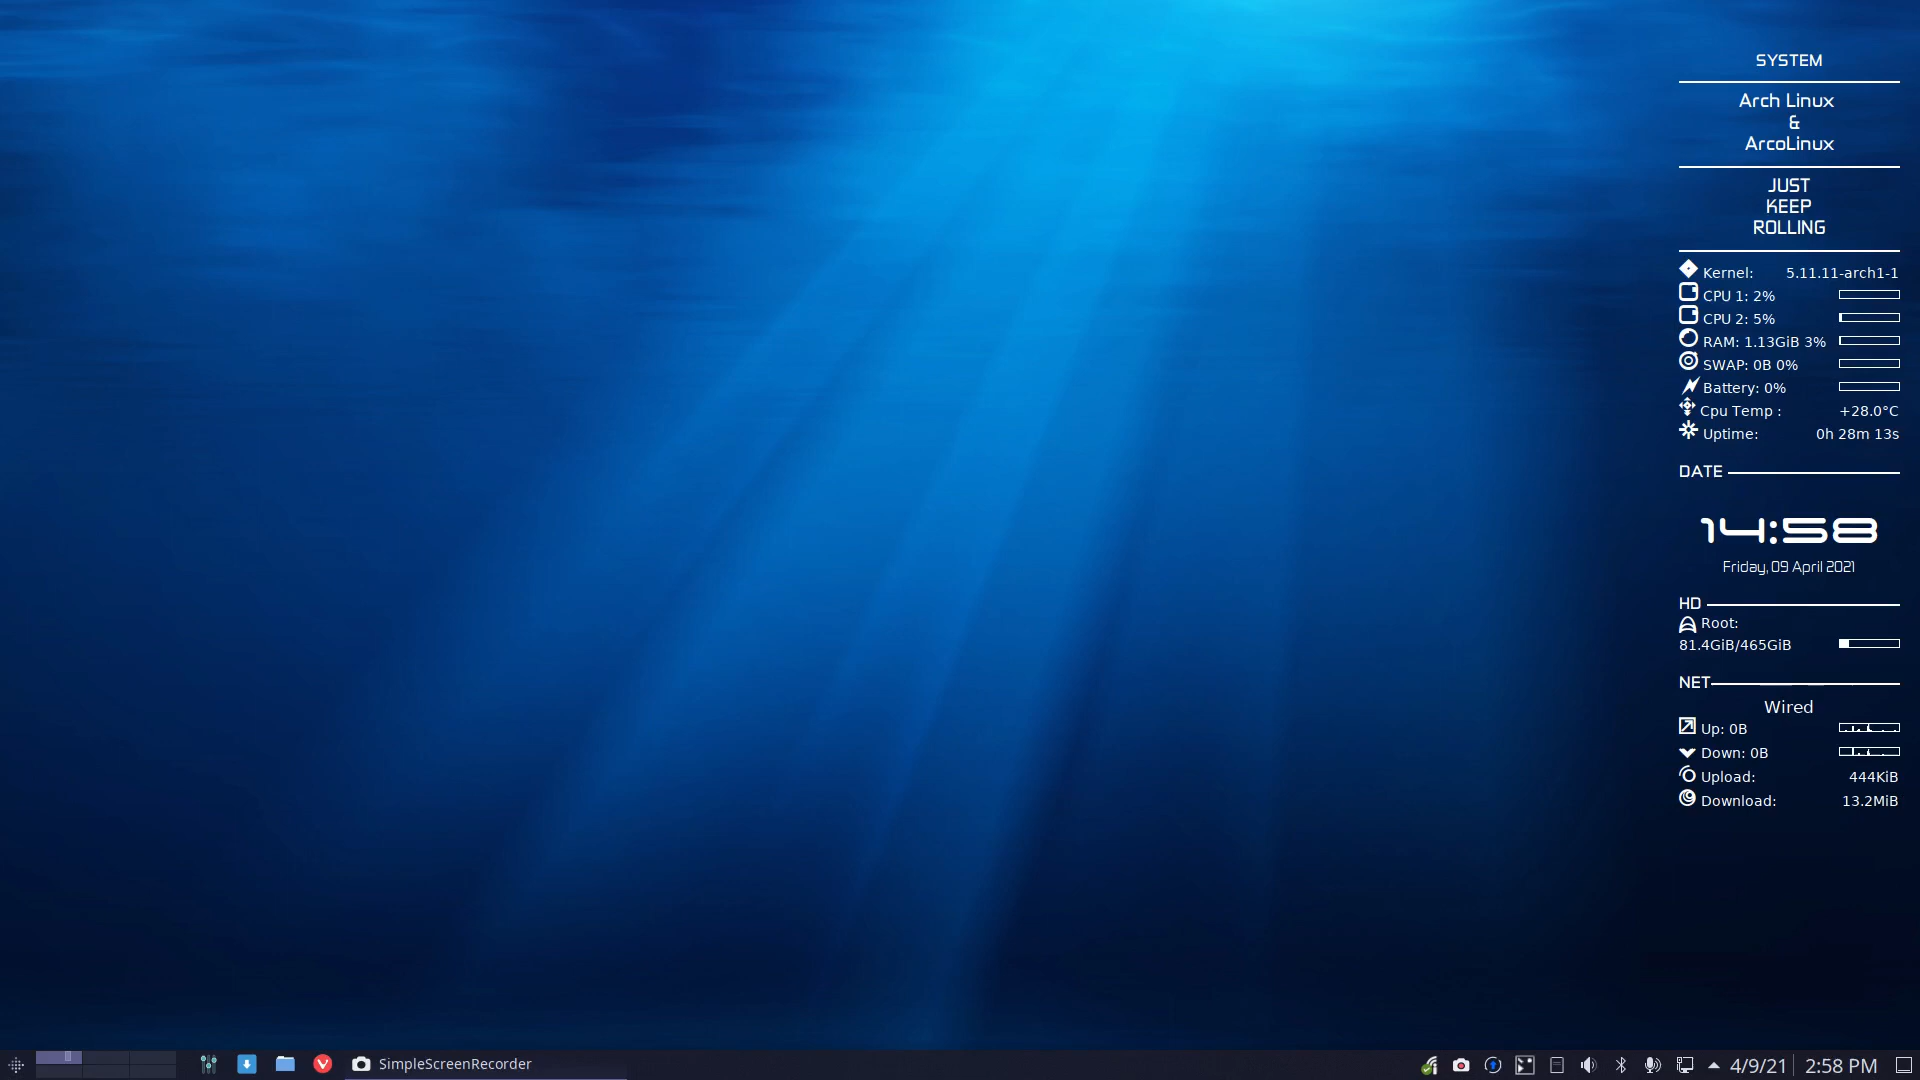 SYSTEM
Arch Linux
&
ArcoLinux
JUST
KEEP
ROLLING
Kernel: 5.11.11-arch1-1
CPU 1: 2%
CPU 2: 5%
RAM: 1.13GiB 3%
SWAP: 0B 0%
Battery: 0%
Cpu Temp : +28.0°C
Uptime: 0h 28m 13s
DATE
14:58
Friday, 09 April 2021
HD
Root:
81.4GiB/465GiB
NET
Wired
Up: 0B
Down: 0B
Upload: 444KiB
Download: 13.2MiB
SimpleScreenRecorder 4/9/21 2:58 PM